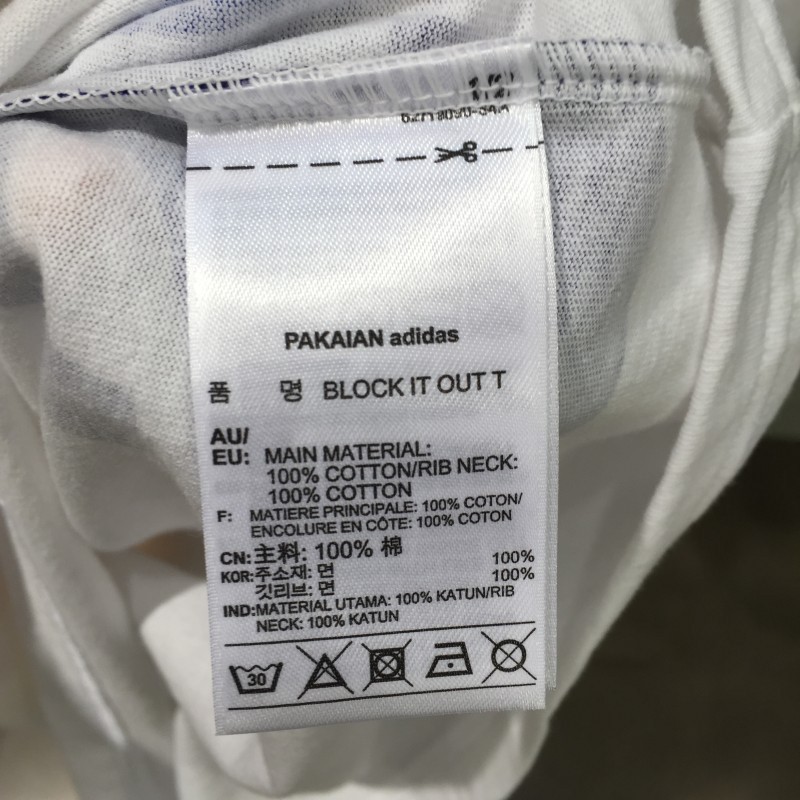 PAKAIAN adidas
품 명 BLOCK IT OUT T
AU/
EU: MAIN MATERIAL:
100% COTTON/RIB NECK:
100% COTTON
F: MATIERE PRINCIPALE: 100% COTON/
ENCOLURE EN CÔTE: 100% COTON
CN:主料: 100% 棉
KOR:주소재: 면 100%
깃리브: 면 100%
IND:MATERIAL UTAMA: 100% KATUN/RIB
NECK: 100% KATUN
30